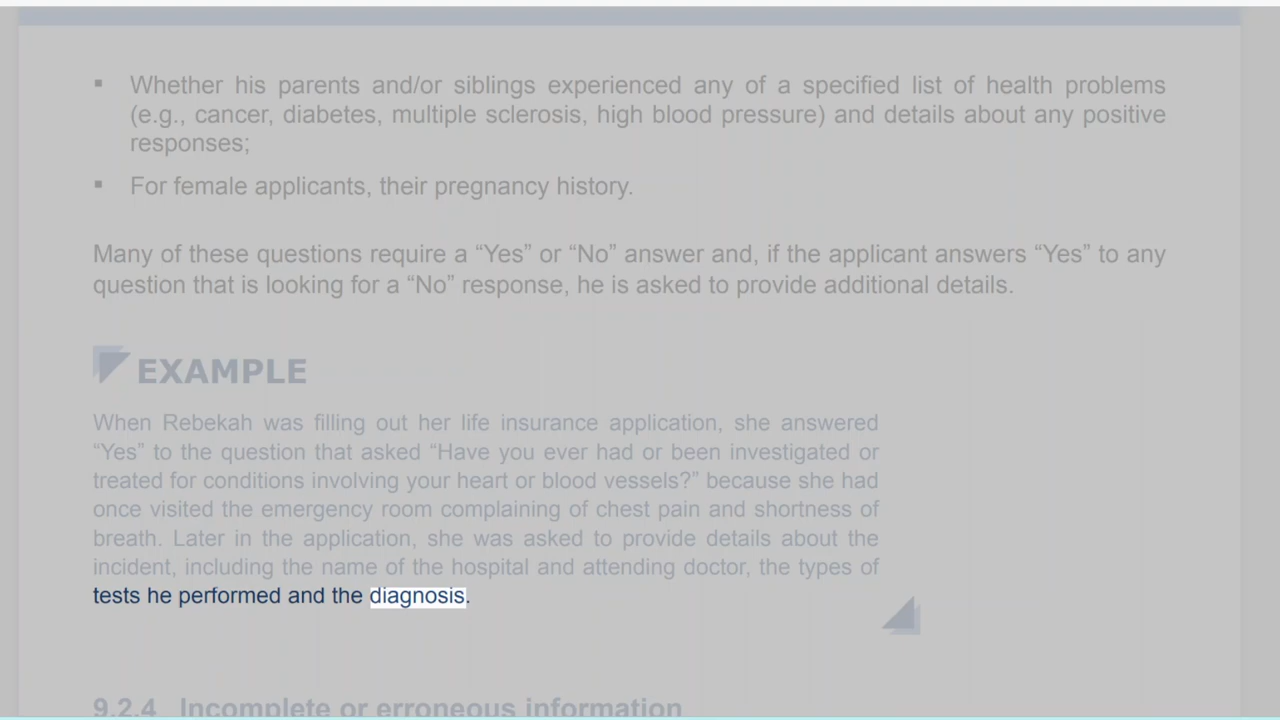 ▪ Whether his parents and/or siblings experienced any of a specified list of health problems
(e.g., cancer, diabetes, multiple sclerosis, high blood pressure) and details about any positive
responses;
▪ For female applicants, their pregnancy history.
Many of these questions require a “Yes” or “No” answer and, if the applicant answers “Yes” to any
question that is looking for a “No” response, he is asked to provide additional details.
EXAMPLE
When Rebekah was filling out her life insurance application, she answered
“Yes” to the question that asked “Have you ever had or been investigated or
treated for conditions involving your heart or blood vessels?” because she had
once visited the emergency room complaining of chest pain and shortness of
breath. Later in the application, she was asked to provide details about the
incident, including the name of the hospital and attending doctor, the types of
tests he performed and the diagnosis.
9.2.4 Incomplete or erroneous information